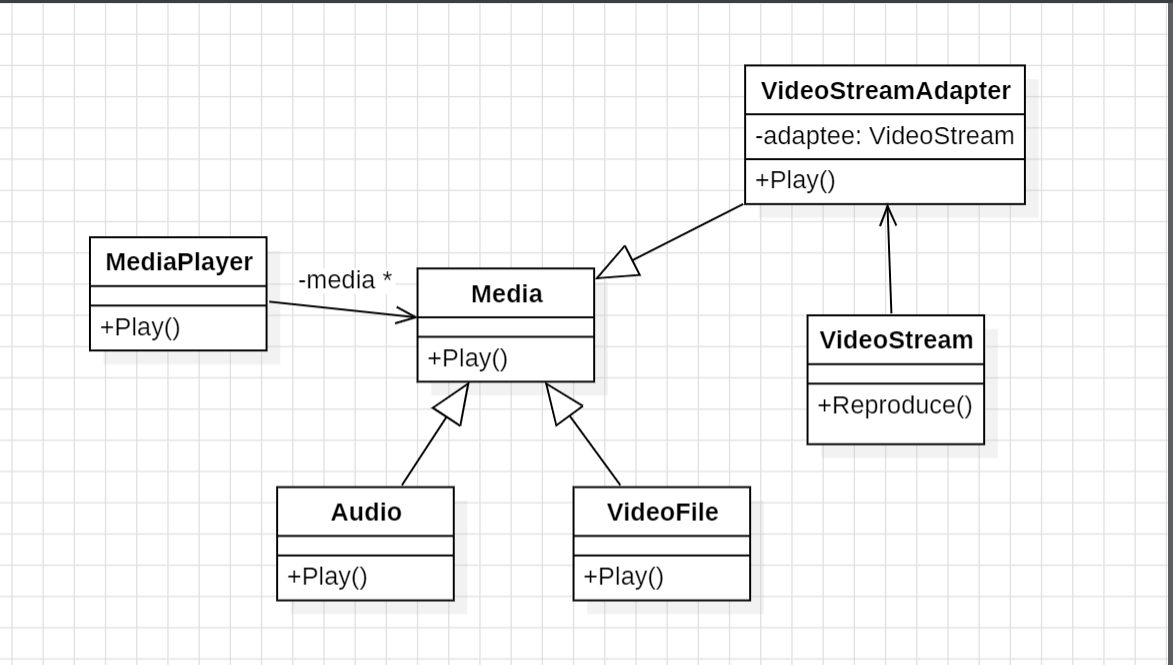 VideoStreamAdapter
-adaptee: VideoStream
+Play()
MediaPlayer
+Play()
-media *
Media
+Play()
VideoStream
+Reproduce()
Audio
+Play()
VideoFile
+Play()